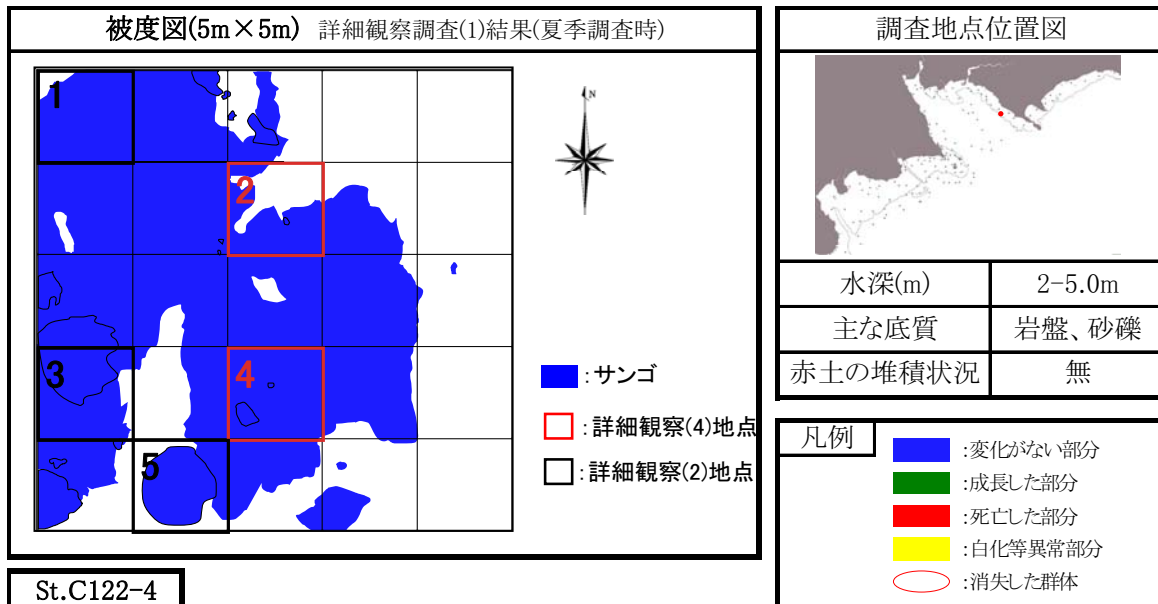 被度図(5m×5m) 詳細観察調査(1)結果(夏季調査時)
1
2
3
4
5
N
:サンゴ
:詳細観察(4)地点
:詳細観察(2)地点
St.C122-4
調査地点位置図
水深(m) 2-5.0m
主な底質 岩盤、砂礫
赤土の堆積状況 無
凡例
:変化がない部分
:成長した部分
:死亡した部分
:白化等異常部分
:消失した群体